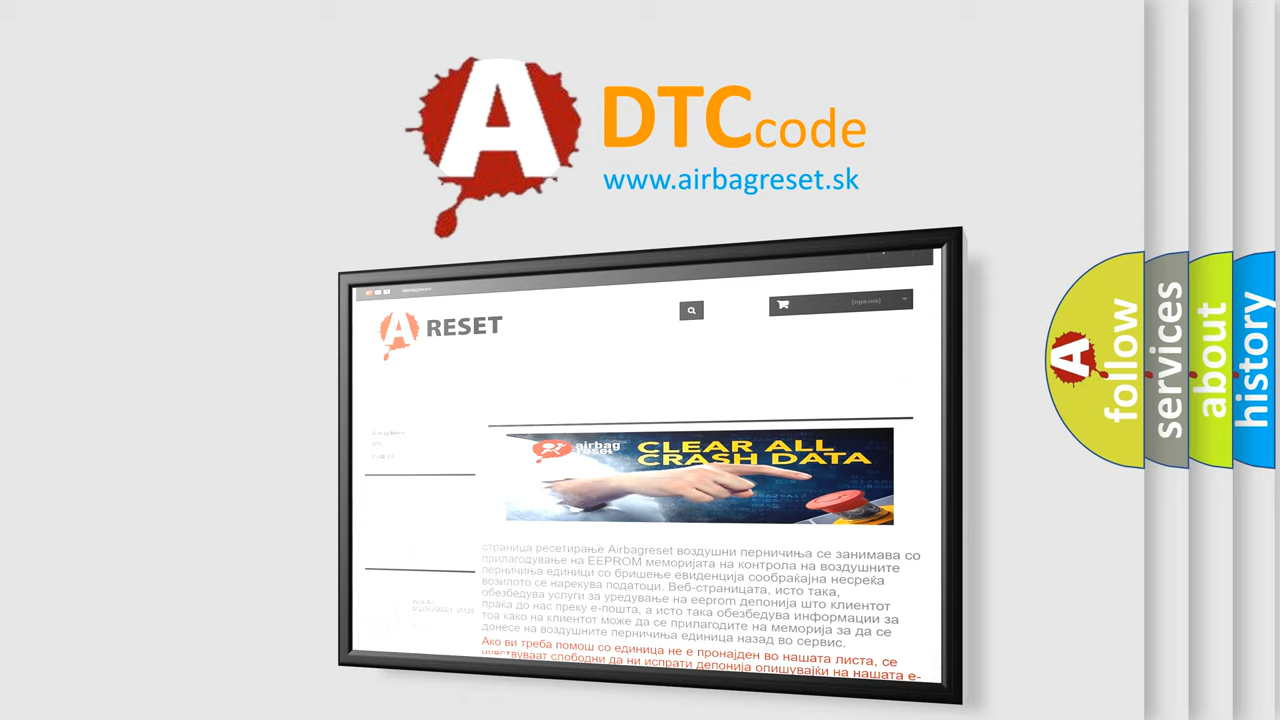 A
DTC code
www.airbagreset.sk
A RESET
(празно)
DTC
airbag
reset
CLEAR ALL
CRASH DATA
страница ресетирање Airbagreset воздушни перничиња се занимава со
прилагодување на EEPROM меморијата на контрола на воздушните
перничиња единици со бришење евиденција сообраќајна несреќа
возилото се нарекува податоци. Веб-страницата, исто така,
обезбедува услуги за уредување на eeprom депонија што клиентот
праќа до нас преку е-пошта, а исто така обезбедува информации за
тоа како на клиентот може да се прилагодите на меморија за да се
донесе на воздушните перничиња единица назад во сервис.
Ако ви треба помош со единица не е пронајден во нашата листа, се
чувствуваат слободни да ни испрати депонија опишувајќи на нашата е-
A follow
services
about
history